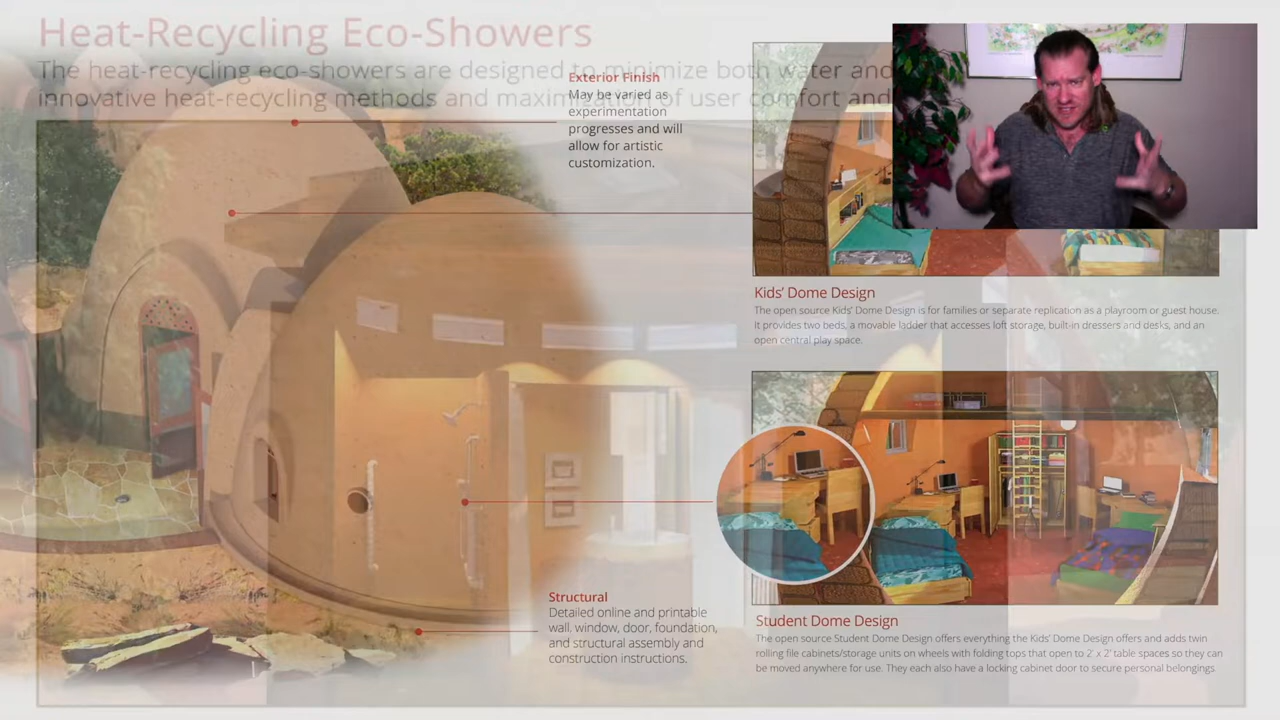 Heat-Recycling Eco-Showers
The heat-recycling eco-showers are designed to minimize both water and
innovative heat-recycling methods and maximization of user comfort and
Exterior Finish
May be varied as
experimentation
progresses and will
allow for artistic
customization.
Kids' Dome Design
The open source Kids' Dome Design is for families or separate replication as a playroom or guest house.
It provides two beds, a movable ladder that accesses loft storage, built-in dressers and desks, and an
open central play space.
Structural
Detailed online and printable
wall, window, door, foundation,
and structural assembly and
construction instructions.
Student Dome Design
The open source Student Dome Design offers everything the Kids' Dome Design offers and adds twin
rolling file cabinets/storage units on wheels with folding tops that open to 2' x 2' table spaces so they can
be moved anywhere for use. They each also have a locking cabinet door to secure personal belongings.